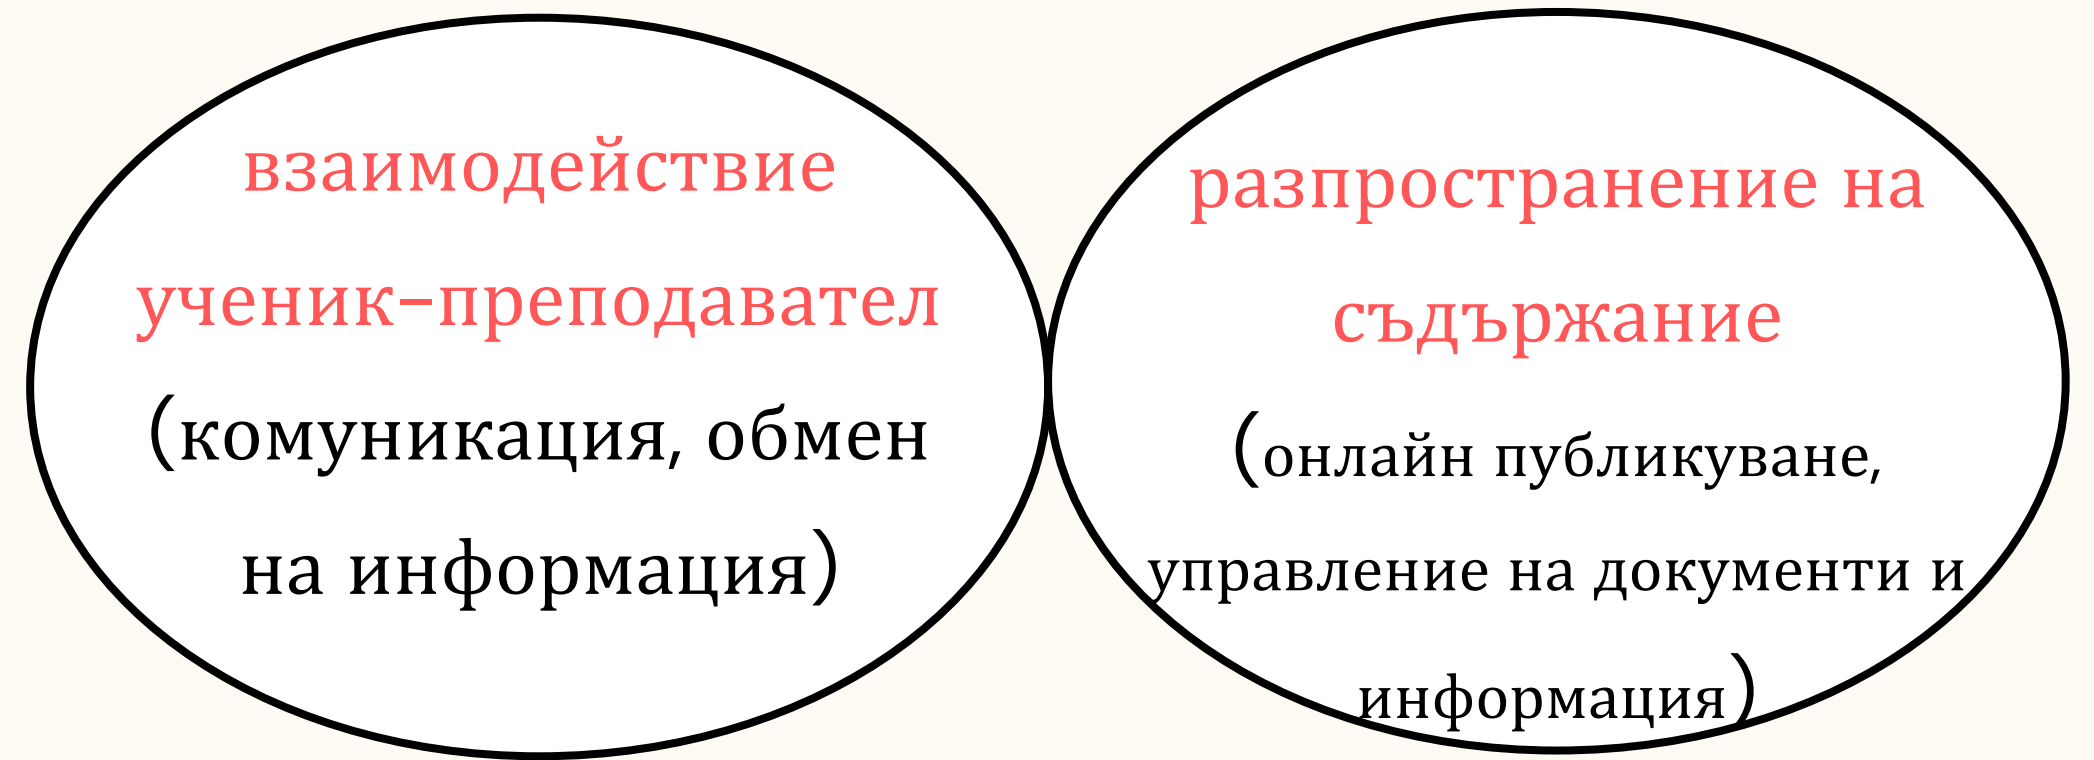 взаимодействие
ученик–преподавател
(комуникация, обмен
на информация)
разпространение на
съдържание
(онлайн публикуване,
управление на документи и
информация)